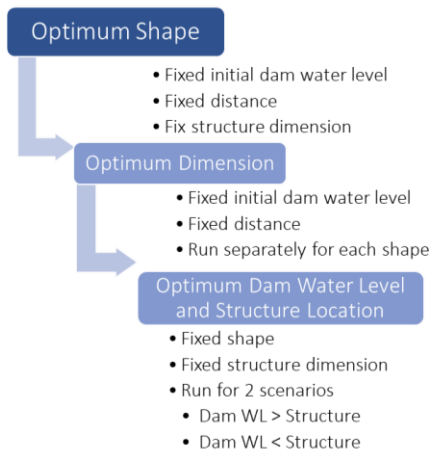 Optimum Shape
• Fixed initial dam water level
• Fixed distance
• Fix structure dimension
Optimum Dimension
• Fixed initial dam water level
• Fixed distance
• Run separately for each shape
Optimum Dam Water Level
and Structure Location
• Fixed shape
• Fixed structure dimension
• Run for 2 scenarios
• Dam WL > Structure
• Dam WL < Structure